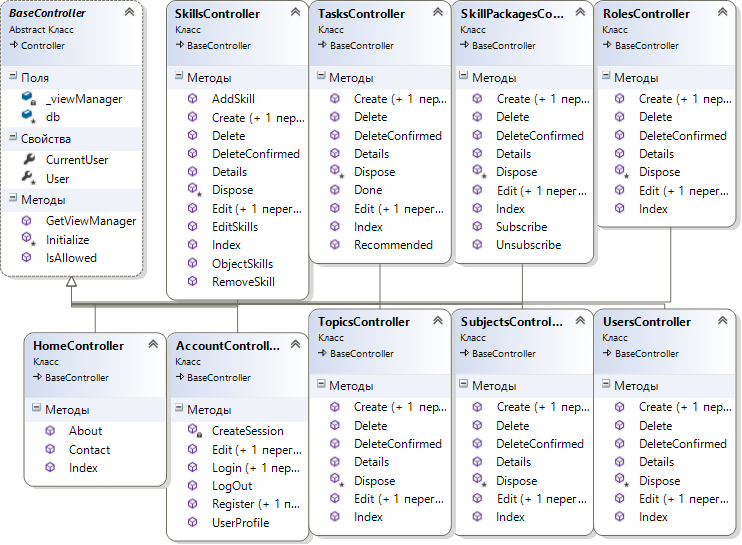 BaseController
Abstract Класс
Controller
Поля
_viewManager
db
Свойства
CurrentUser
User
Методы
GetViewManager
Initialize
IsAllowed
SkillsController
Класс
BaseController
Методы
AddSkill
Create (+ 1 пер...
Delete
DeleteConfirmed
Details
Dispose
Edit (+ 1 перег...
EditSkills
Index
ObjectSkills
RemoveSkill
TasksController
Класс
BaseController
Методы
Create (+ 1 пер...
Delete
DeleteConfirmed
Details
Dispose
Done
Edit (+ 1 перег...
Index
Recommended
SkillPackagesCo...
Класс
BaseController
Методы
Create (+ 1 пер...
Delete
DeleteConfirmed
Details
Dispose
Edit (+ 1 перег...
Index
Subscribe
Unsubscribe
RolesController
Класс
BaseController
Методы
Create (+ 1 пер...
Delete
DeleteConfirmed
Details
Dispose
Edit (+ 1 перег...
Index
HomeController
Класс
BaseController
Методы
About
Contact
Index
AccountControll...
Класс
BaseController
Методы
CreateSession
Edit (+ 1 перег...
Login (+ 1 пере...
LogOut
Register (+ 1 п...
UserProfile
TopicsController
Класс
BaseController
Методы
Create (+ 1 пер...
Delete
DeleteConfirmed
Details
Dispose
Edit (+ 1 перег...
Index
SubjectsControl...
Класс
BaseController
Методы
Create (+ 1 пер...
Delete
DeleteConfirmed
Details
Dispose
Edit (+ 1 перег...
Index
UsersController
Класс
BaseController
Методы
Create (+ 1 пер...
Delete
DeleteConfirmed
Details
Dispose
Edit (+ 1 перег...
Index